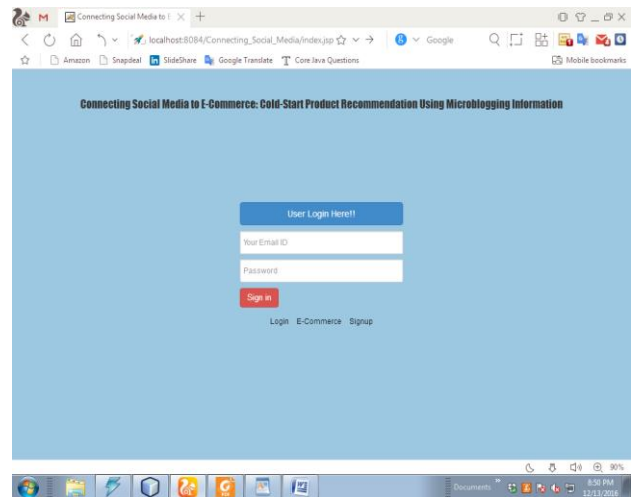 Connecting Social Media to E
localhost:8084/Connecting_Social_Media/index.jsp
Google
Amazon Snapdeal SlideShare Google Translate Core Java Questions Mobile bookmarks
Connecting Social Media to E-Commerce: Cold-Start Product Recommendation Using Microblogging Information
User Login Here!!
Your Email ID
Password
Sign in
Login E-Commerce Signup
90%
Documents
8:50 PM
12/13/2016